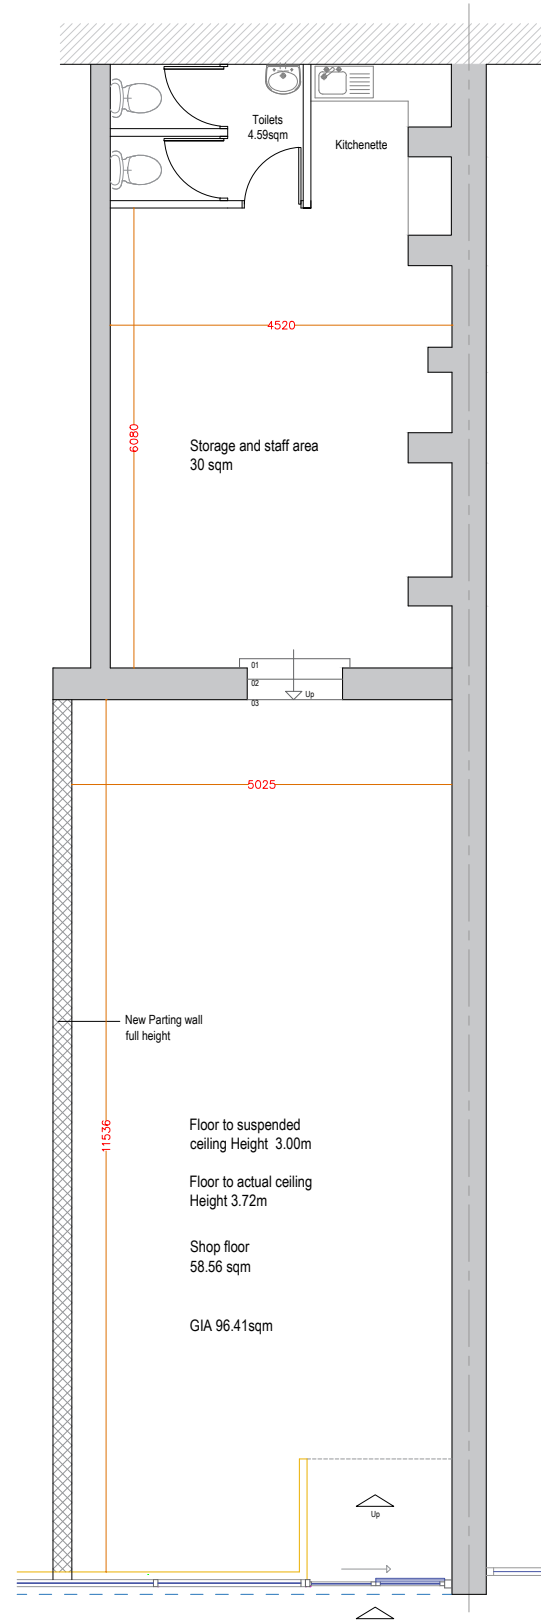 Toilets
4.59sqm
Kitchenette
4520
6080
Storage and staff area
30 sqm
01
02
Up
03
5025
New Parting wall
full height
11536
Floor to suspended
ceiling Height 3.00m
Floor to actual ceiling
Height 3.72m
Shop floor
58.56 sqm
GIA 96.41sqm
Up